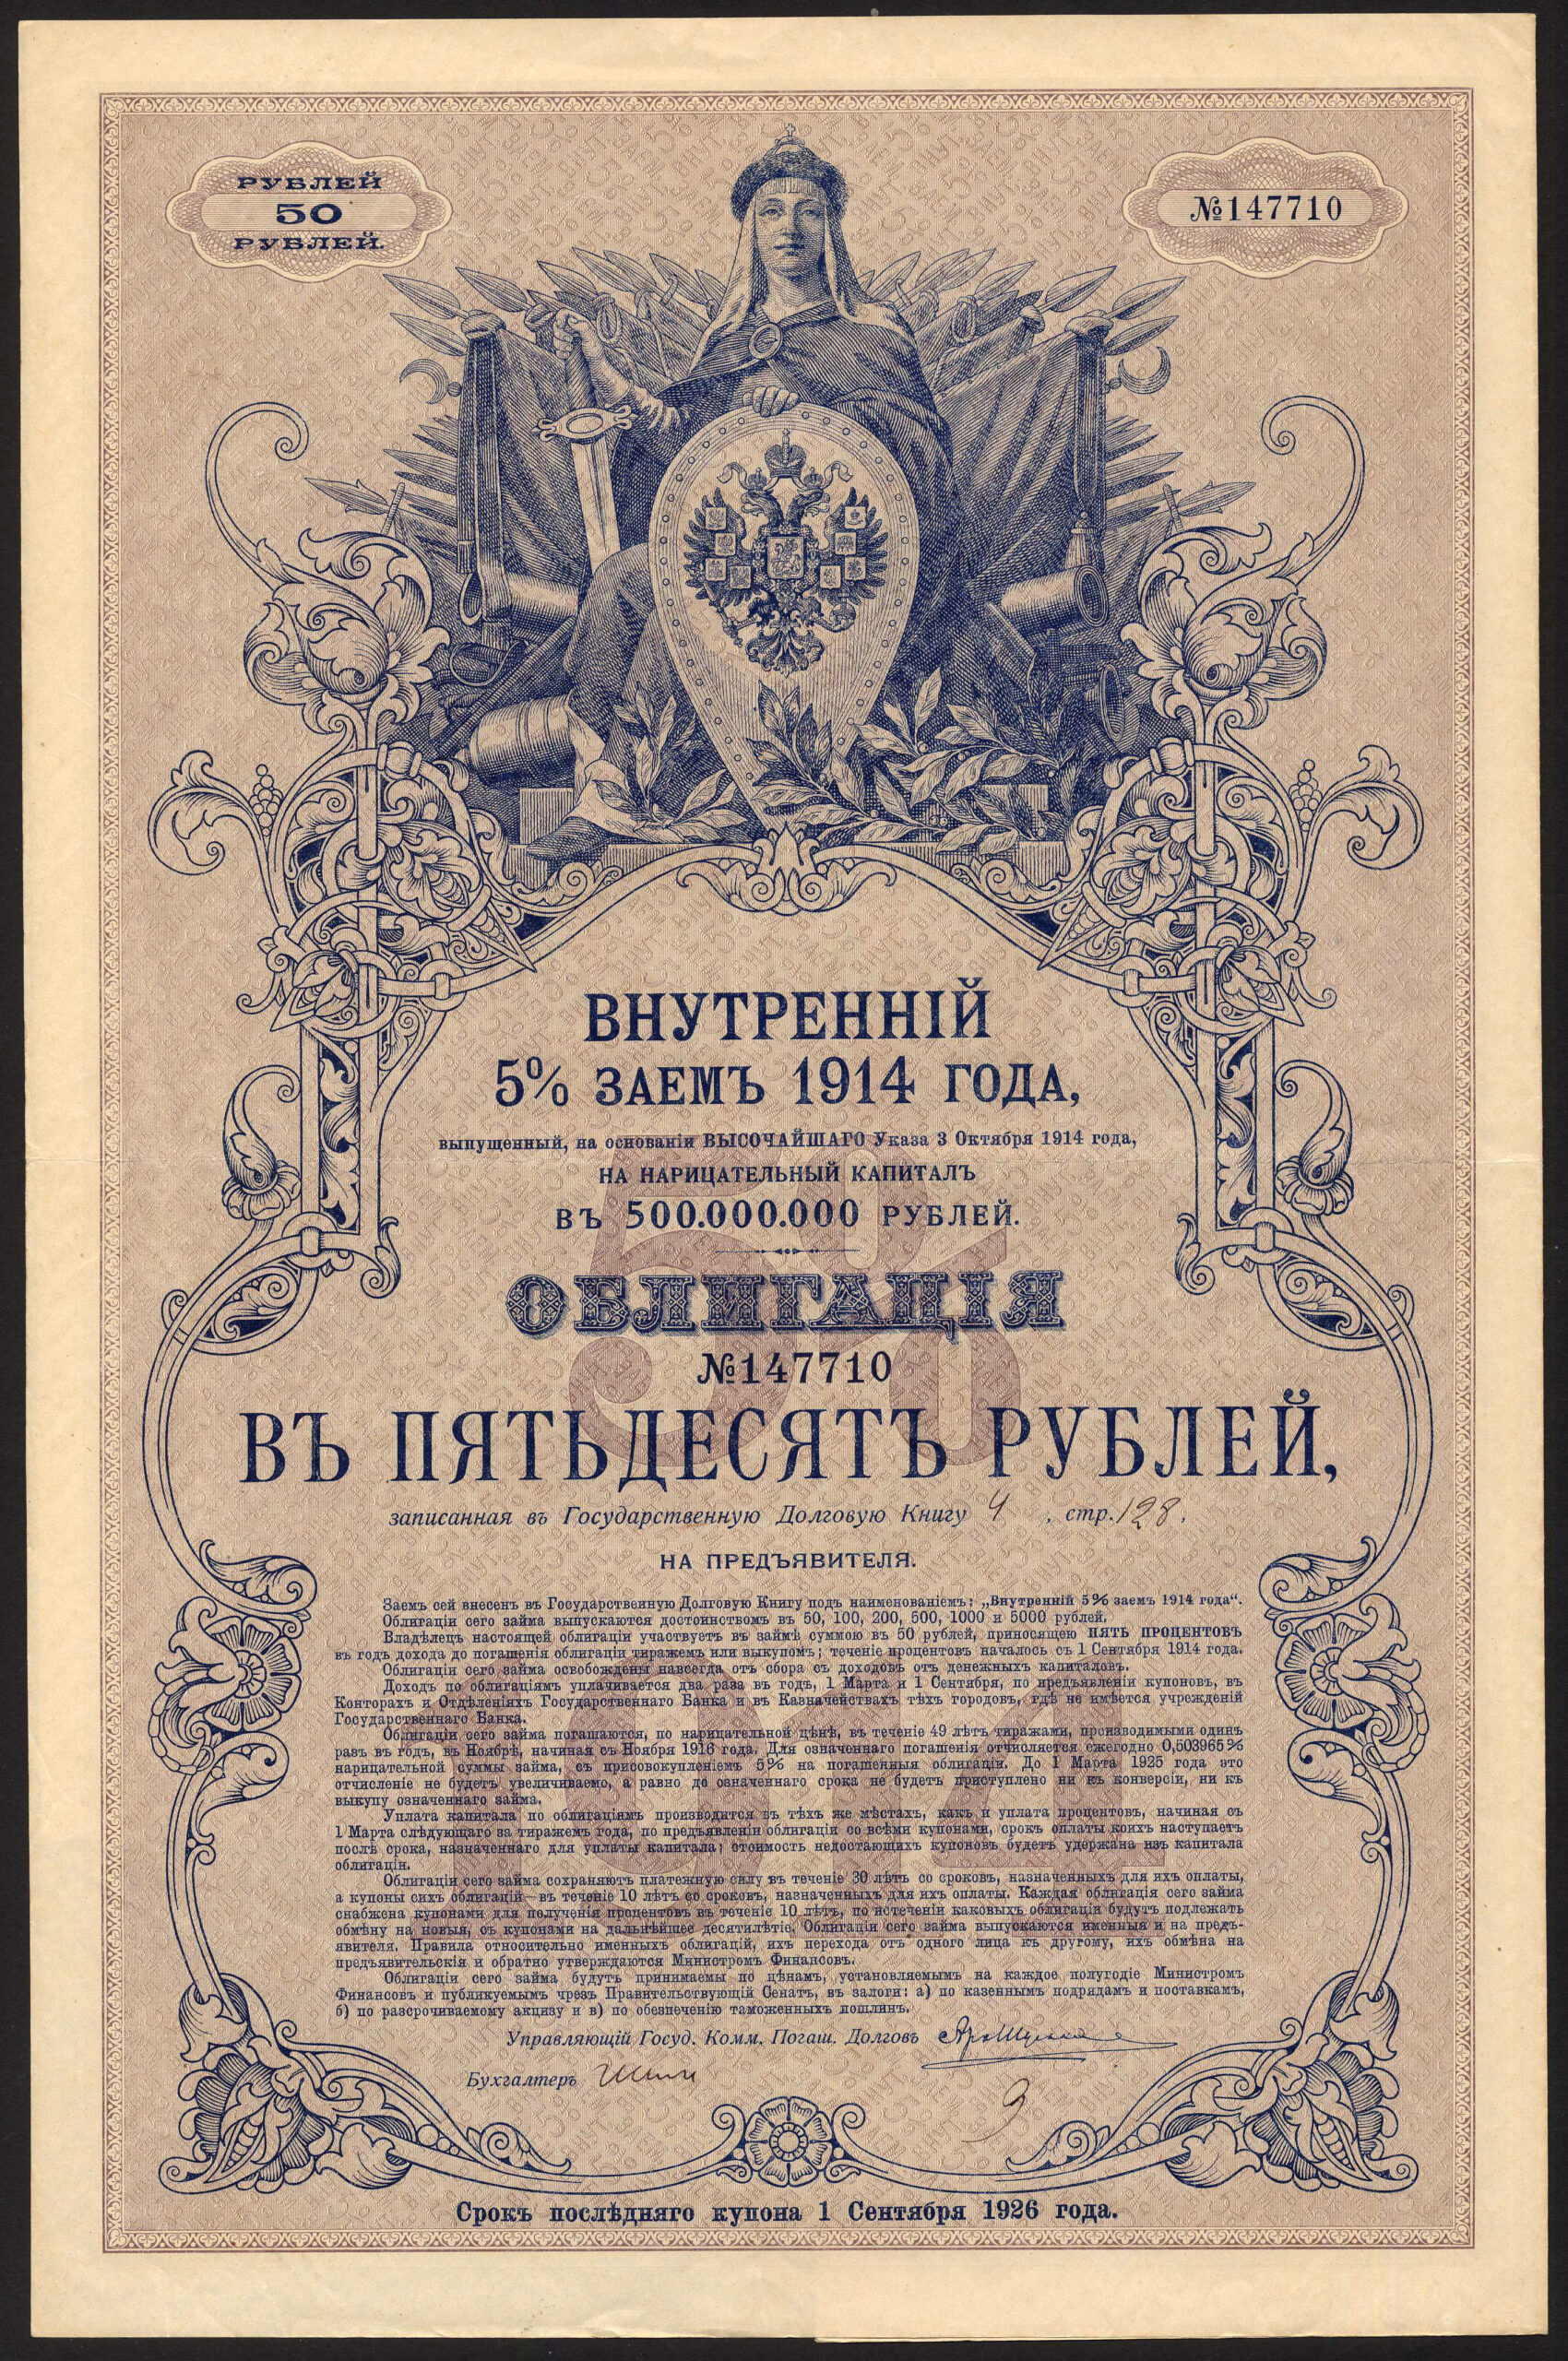 РУБЛЕЙ
50
РУБЛЕЙ.
№147710
ВНУТРЕННІЙ
5% ЗАЕМЪ 1914 ГОДА,
выпущенный, на основаніи ВЫСОЧАЙШАГО Указа 3 Октября 1914 года,
НА НАРИЦАТЕЛЬНЫЙ КАПИТАЛЪ
ВЪ 500.000.000 РУБЛЕЙ.
ОБЛИГАЦІЯ
№147710
ВЪ ПЯТЬДЕСЯТЪ РУБЛЕЙ,
записанная въ Государственную Долговую Книгу 4 , стр. 128.
НА ПРЕДЪЯВИТЕЛЯ.
Заемъ сей внесенъ въ Государственную Долговую Книгу подъ наименованіемъ: „Внутренній 5% заемъ 1914 года“.
Облигаціи сего займа выпускаются достоинствомъ въ 50, 100, 200, 500, 1000 и 5000 рублей.
Владѣлецъ настоящей облигаціи участвуетъ въ займѣ суммою въ 50 рублей, приносящею ПЯТЬ ПРОЦЕНТОВЪ
въ годъ дохода до погашенія облигаціи тиражемъ или выкупомъ; теченіе процентовъ началось съ 1 Сентября 1914 года.
Облигаціи сего займа освобождены навсегда отъ сбора съ доходовъ отъ денежныхъ капиталовъ.
Доходъ по облигаціямъ уплачивается два раза въ годъ, 1 Марта и 1 Сентября, по предъявленіи купоновъ, въ
Конторахъ и Отдѣленіяхъ Государственнаго Банка и въ Казначействахъ тѣхъ городовъ, гдѣ не имѣется учрежденій
Государственнаго Банка.
Облигаціи сего займа погашаются, по нарицательной цѣнѣ, въ теченіе 49 лѣтъ тиражами, производимыми одинъ
разъ въ годъ, въ Ноябрѣ, начиная съ Ноября 1916 года. Для означеннаго погашенія отчисляется ежегодно 0,503965%
нарицательной суммы займа, съ присовокупленіемъ 5% на погашенныя облигаціи. До 1 Марта 1925 года это
отчисленіе не будетъ увеличиваемо, а равно до означеннаго срока не будетъ приступлено ни къ конверсіи, ни къ
выкупу означеннаго займа.
Уплата капитала по облигаціямъ производится въ тѣхъ же мѣстахъ, какъ и уплата процентовъ, начиная съ
1 Марта слѣдующаго за тиражемъ года, по предъявленіи облигаціи со всѣми купонами, срокъ оплаты коихъ наступаетъ
послѣ срока, назначеннаго для уплаты капитала; стоимость недостающихъ купоновъ будетъ удержана изъ капитала
облигаціи.
Облигаціи сего займа сохраняютъ платежную силу въ теченіе 30 лѣтъ со сроковъ, назначенныхъ для ихъ оплаты,
а купоны сихъ облигацій—въ теченіе 10 лѣтъ со сроковъ, назначенныхъ для ихъ оплаты. Каждая облигація сего займа
снабжена купонами для полученія процентовъ въ теченіе 10 лѣтъ, по истеченіи каковыхъ облигаціи будутъ подлежать
обмѣну на новыя, съ купонами на дальнѣйшее десятилѣтіе. Облигаціи сего займа выпускаются именныя и на предъ-
явителя. Правила относительно именныхъ облигацій, ихъ перехода отъ одного лица къ другому, ихъ обмѣна на
предъявительскія и обратно утверждаются Министромъ Финансовъ.
Облигаціи сего займа будутъ принимаемы по цѣнамъ, установляемымъ на каждое полугодіе Министромъ
Финансовъ и публикуемымъ чрезъ Правительствующій Сенатъ, въ залоги: а) по казеннымъ подрядамъ и поставкамъ,
б) по разсрочиваемому акцизу и в) по обезпеченію таможенныхъ пошлинъ.
Управляющій Госуд. Комм. Погаш. Долговъ
Бухгалтеръ
Срокъ послѣдняго купона 1 Сентября 1926 года.